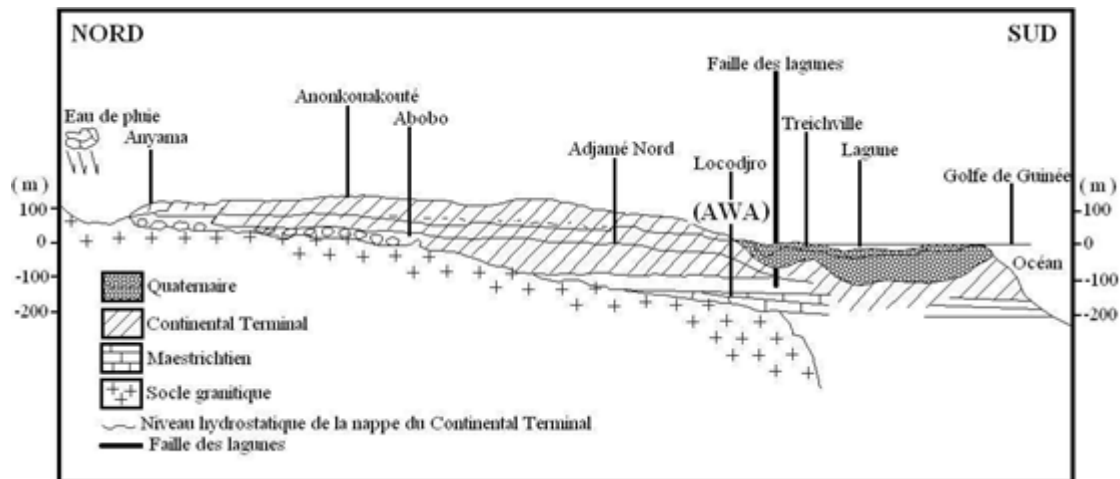 NORD
SUD
Faille des lagunes
Anonkouakouté
Eau de pluie
Abobo
Treichville
Anyama
Adjamé Nord
Lagune
Locodjro
Golfe de Guinée
( m )
( m )
(AWA)
100
100
0
0
Océan
-100
-100
Quaternaire
-200
-200
Continental Terminal
Maestrichtien
Socle granitique
Niveau hydrostatique de la nappe du Continental Terminal
Faille des lagunes